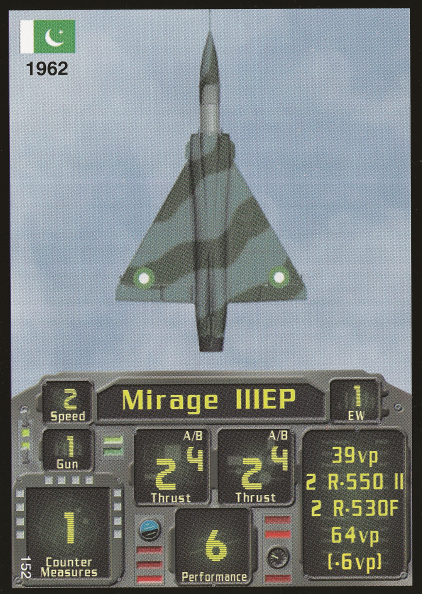 1962
Mirage IIIEP
2
Speed
1
EW
1
Gun
A/B
2 4
Thrust
A/B
2 4
Thrust
39vp
2 R-550 II
2 R-530F
64vp
(-6vp)
1
Counter
Measures
6
Performance
152